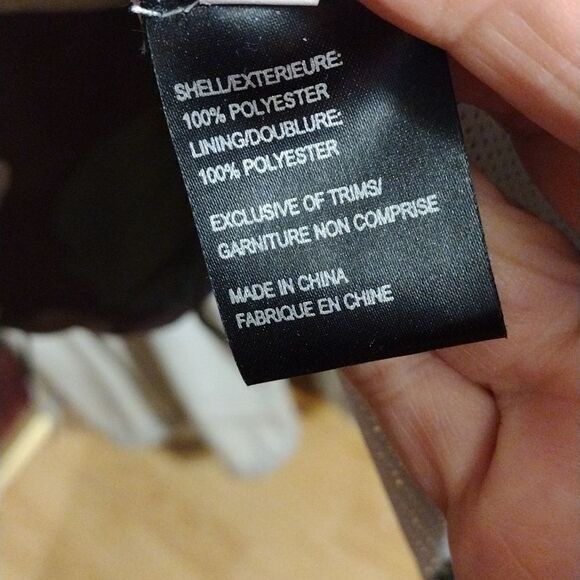 SHELL/EXTERIEURE:
100% POLYESTER
LINING/DOUBLURE:
100% POLYESTER
EXCLUSIVE OF TRIMS/
GARNITURE NON COMPRISE
MADE IN CHINA
FABRIQUE EN CHINE